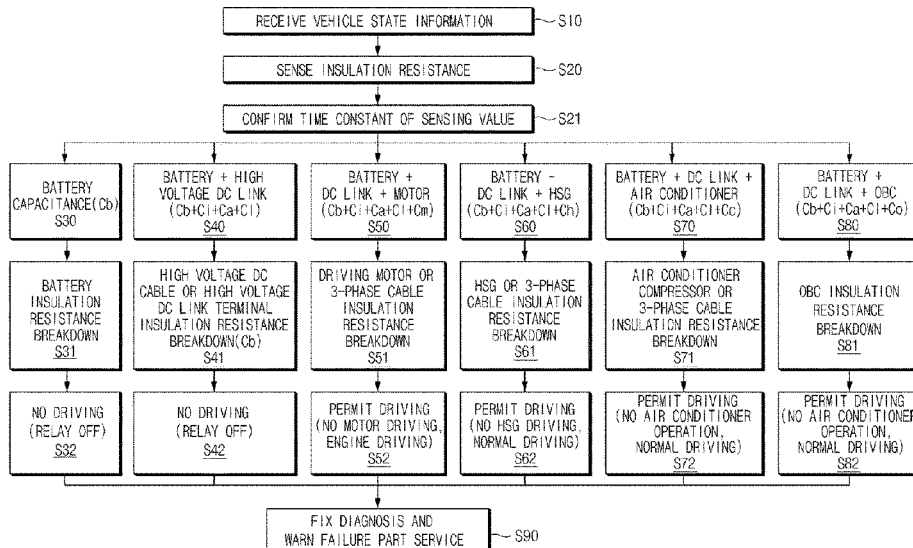 RECEIVE VEHICLE STATE INFORMATION
S10
SENSE INSULATION RESISTANCE
S20
CONFIRM TIME CONSTANT OF SENSING VALUE
S21
BATTERY
CAPACITANCE(Cb)
S30
BATTERY + HIGH
VOLTAGE DC LINK
(Cb+Ci+Ca+Cl)
S40
BATTERY +
DC LINK + MOTOR
(Cb+Ci+Ca+Cl+Cm)
S50
BATTERY -
DC LINK + HSG
(Cb+Ci+Ca+Cl+Ch)
S60
BATTERY + DC LINK +
AIR CONDITIONER
(Cb+Ci+Ca+Cl+Cc)
S70
BATTERY +
DC LINK + OBC
(Cb+Ci+Ca+Cl+Co)
S80
BATTERY
INSULATION
RESISTANCE
BREAKDOWN
S31
HIGH VOLTAGE DC
CABLE OR HIGH VOLTAGE
DC LINK TERMINAL
INSULATION RESISTANCE
BREAKDOWN(Cb)
S41
DRIVING MOTOR OR
3-PHASE CABLE
INSULATION
RESISTANCE
BREAKDOWN
S51
HSG OR 3-PHASE
CABLE INSULATION
RESISTANCE
BREAKDOWN
S61
AIR CONDITIONER
COMPRESSOR OR
3-PHASE CABLE
INSULATION RESISTANCE
BREAKDOWN
S71
OBC INSULATION
RESISTANCE
BREAKDOWN
S81
NO DRIVING
(RELAY OFF)
S32
NO DRIVING
(RELAY OFF)
S42
PERMIT DRIVING
(NO MOTOR DRIVING,
ENGINE DRIVING)
S52
PERMIT DRIVING
(NO HSG DRIVING,
NORMAL DRIVING)
S62
PERMIT DRIVING
(NO AIR CONDITIONER
OPERATION,
NORMAL DRIVING)
S72
PERMIT DRIVING
(NO AIR CONDITIONER
OPERATION,
NORMAL DRIVING)
S82
FIX DIAGNOSIS AND
WARN FAILURE PART SERVICE
S90